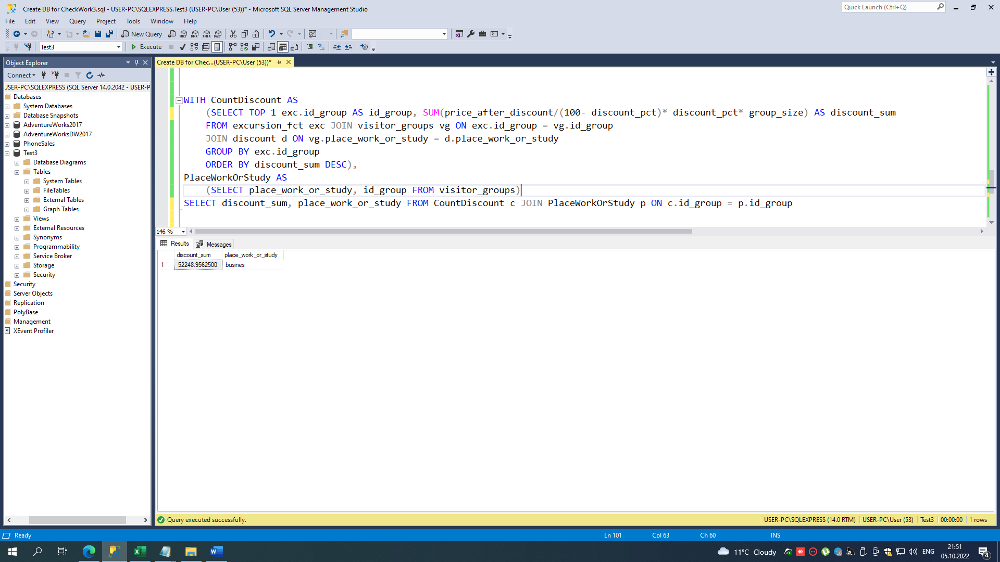 Create DB for CheckWork3.sql - USER-PC\SQLEXPRESS.Test3 (USER-PC\User (53))* - Microsoft SQL Server Management Studio
Quick Launch (Ctrl+Q)
File Edit View Query Project Tools Window Help
New Query
MDX DMX XMLA DAX
Test3
Execute
Object Explorer
Create DB for Chec...(USER-PC\User (53))*
Connect
USER-PC\SQLEXPRESS (SQL Server 14.0.2042 - USER-P
Databases
System Databases
Database Snapshots
AdventureWorks2017
AdventureWorksDW2017
PhoneSales
Test3
Database Diagrams
Tables
System Tables
FileTables
External Tables
Graph Tables
Views
External Resources
Synonyms
Programmability
Service Broker
Storage
Security
Security
Server Objects
Replication
PolyBase
Management
XEvent Profiler
WITH CountDiscount AS
(SELECT TOP 1 exc.id_group AS id_group, SUM(price_after_discount/(100- discount_pct)* discount_pct* group_size) AS discount_sum
FROM excursion_fct exc JOIN visitor_groups vg ON exc.id_group = vg.id_group
JOIN discount d ON vg.place_work_or_study = d.place_work_or_study
GROUP BY exc.id_group
ORDER BY discount_sum DESC),
PlaceWorkOrStudy AS
(SELECT place_work_or_study, id_group FROM visitor_groups)
SELECT discount_sum, place_work_or_study FROM CountDiscount c JOIN PlaceWorkOrStudy p ON c.id_group = p.id_group
146 %
Results Messages
discount_sum place_work_or_study
1 52248.9562500 busines
Query executed successfully.
USER-PC\SQLEXPRESS (14.0 RTM) USER-PC\User (53) Test3 00:00:00 1 rows
Ready
Ln 101 Col 63 Ch 60 INS
11°C Cloudy
ENG
21:51
05.10.2022
4